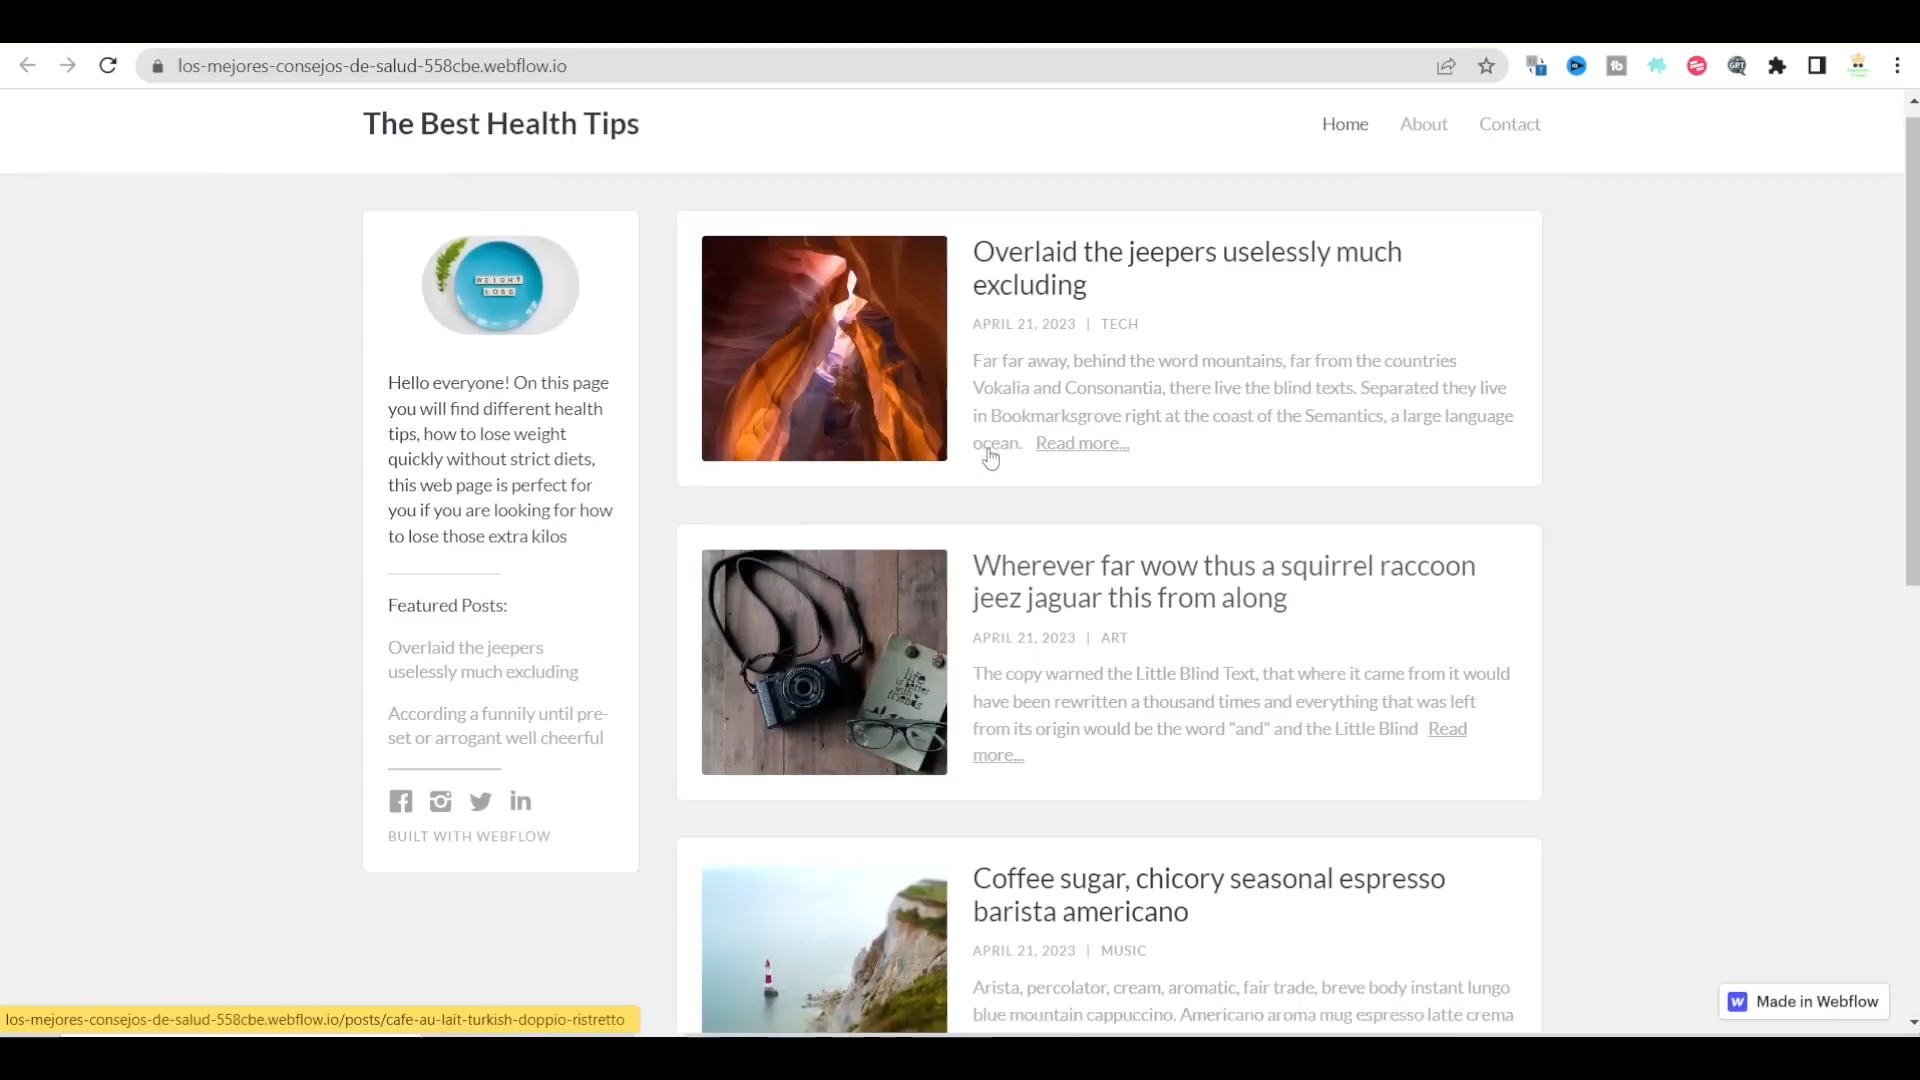 los-mejores-consejos-de-salud-558cbe.webflow.io
The Best Health Tips
Home
About
Contact
WEIGHT
LOSS
Hello everyone! On this page
you will find different health
tips, how to lose weight
quickly without strict diets,
this web page is perfect for
you if you are looking for how
to lose those extra kilos
Featured Posts:
Overlaid the jeepers
uselessly much excluding
According a funnily until pre-
set or arrogant well cheerful
BUILT WITH WEBFLOW
Overlaid the jeepers uselessly much
excluding
APRIL 21, 2023 | TECH
Far far away, behind the word mountains, far from the countries
Vokalia and Consonantia, there live the blind texts. Separated they live
in Bookmarksgrove right at the coast of the Semantics, a large language
ocean. Read more...
Wherever far wow thus a squirrel raccoon
jeez jaguar this from along
APRIL 21, 2023 | ART
The copy warned the Little Blind Text, that where it came from it would
have been rewritten a thousand times and everything that was left
from its origin would be the word "and" and the Little Blind Read
more...
life
is better
with
friends
Coffee sugar, chicory seasonal espresso
barista americano
APRIL 21, 2023 | MUSIC
Arista, percolator, cream, aromatic, fair trade, breve body instant lungo
blue mountain cappuccino. Americano aroma mug espresso latte crema
los-mejores-consejos-de-salud-558cbe.webflow.io/posts/cafe-au-lait-turkish-doppio-ristretto
Made in Webflow